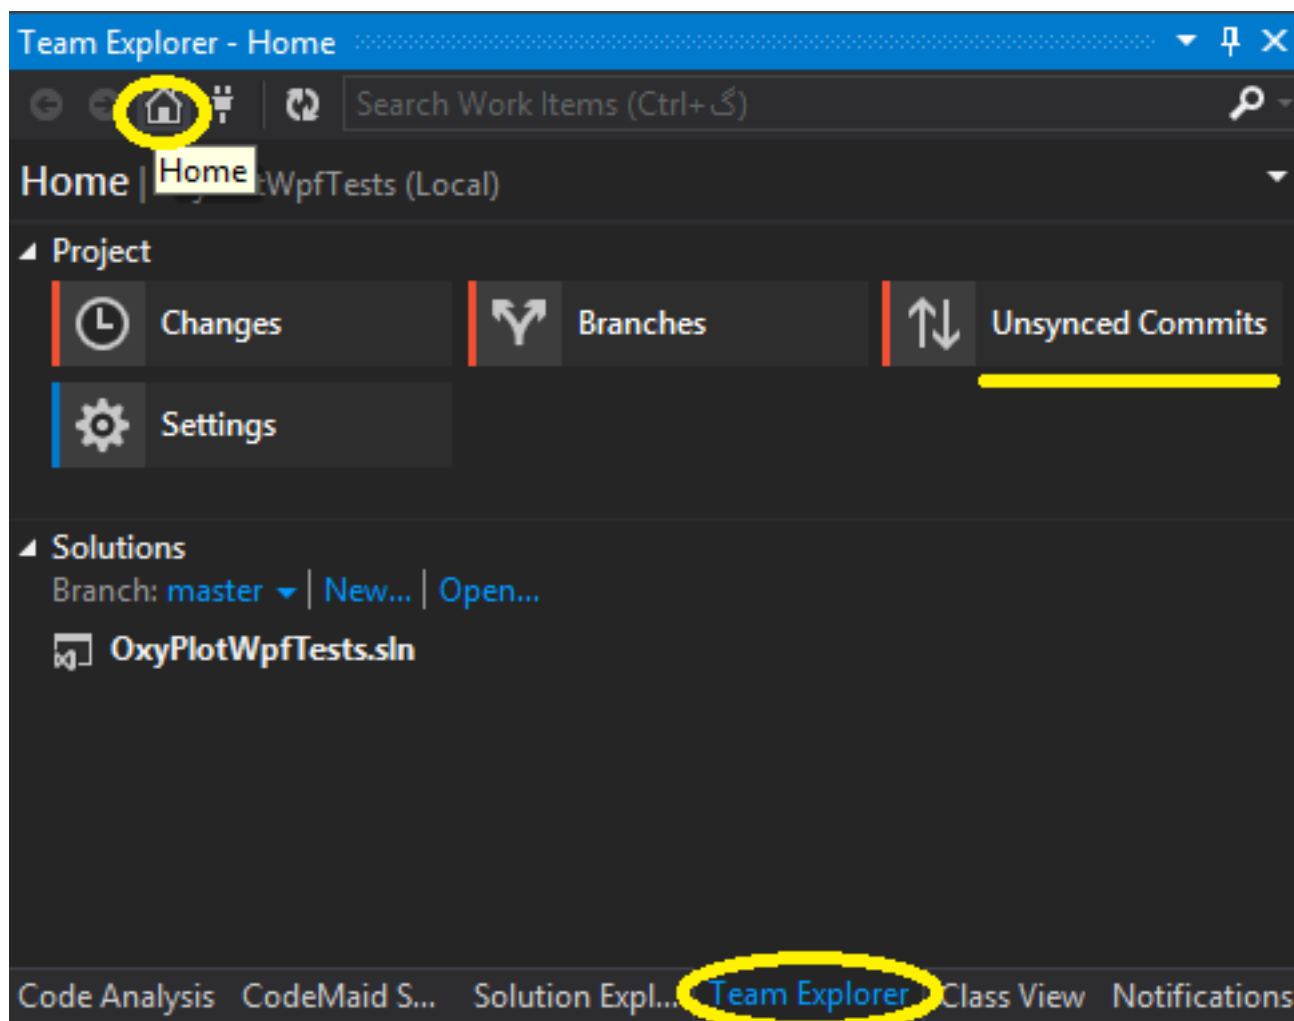 Team Explorer - Home
Search Work Items (Ctrl+گ)
Home
Home | WpfTests (Local)
Project
Changes
Branches
Unsynced Commits
Settings
Solutions
Branch: master | New... | Open...
OxyPlotWpfTests.sln
Code Analysis CodeMaid S... Solution Expl... Team Explorer Class View Notifications